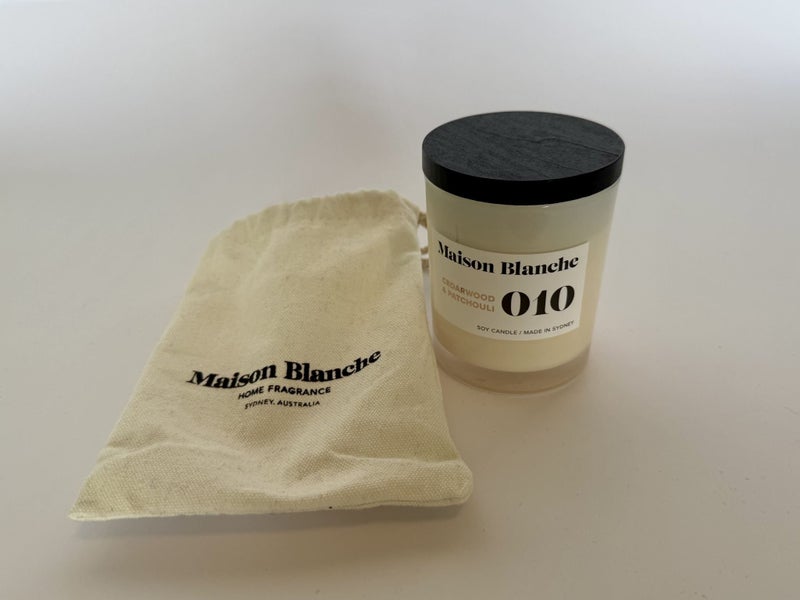 Maison Blanche
HOME FRAGRANCE
SYDNEY, AUSTRALIA
Maison Blanche
CEDARWOOD
& PATCHOULI
010
SOY CANDLE / MADE IN SYDNEY